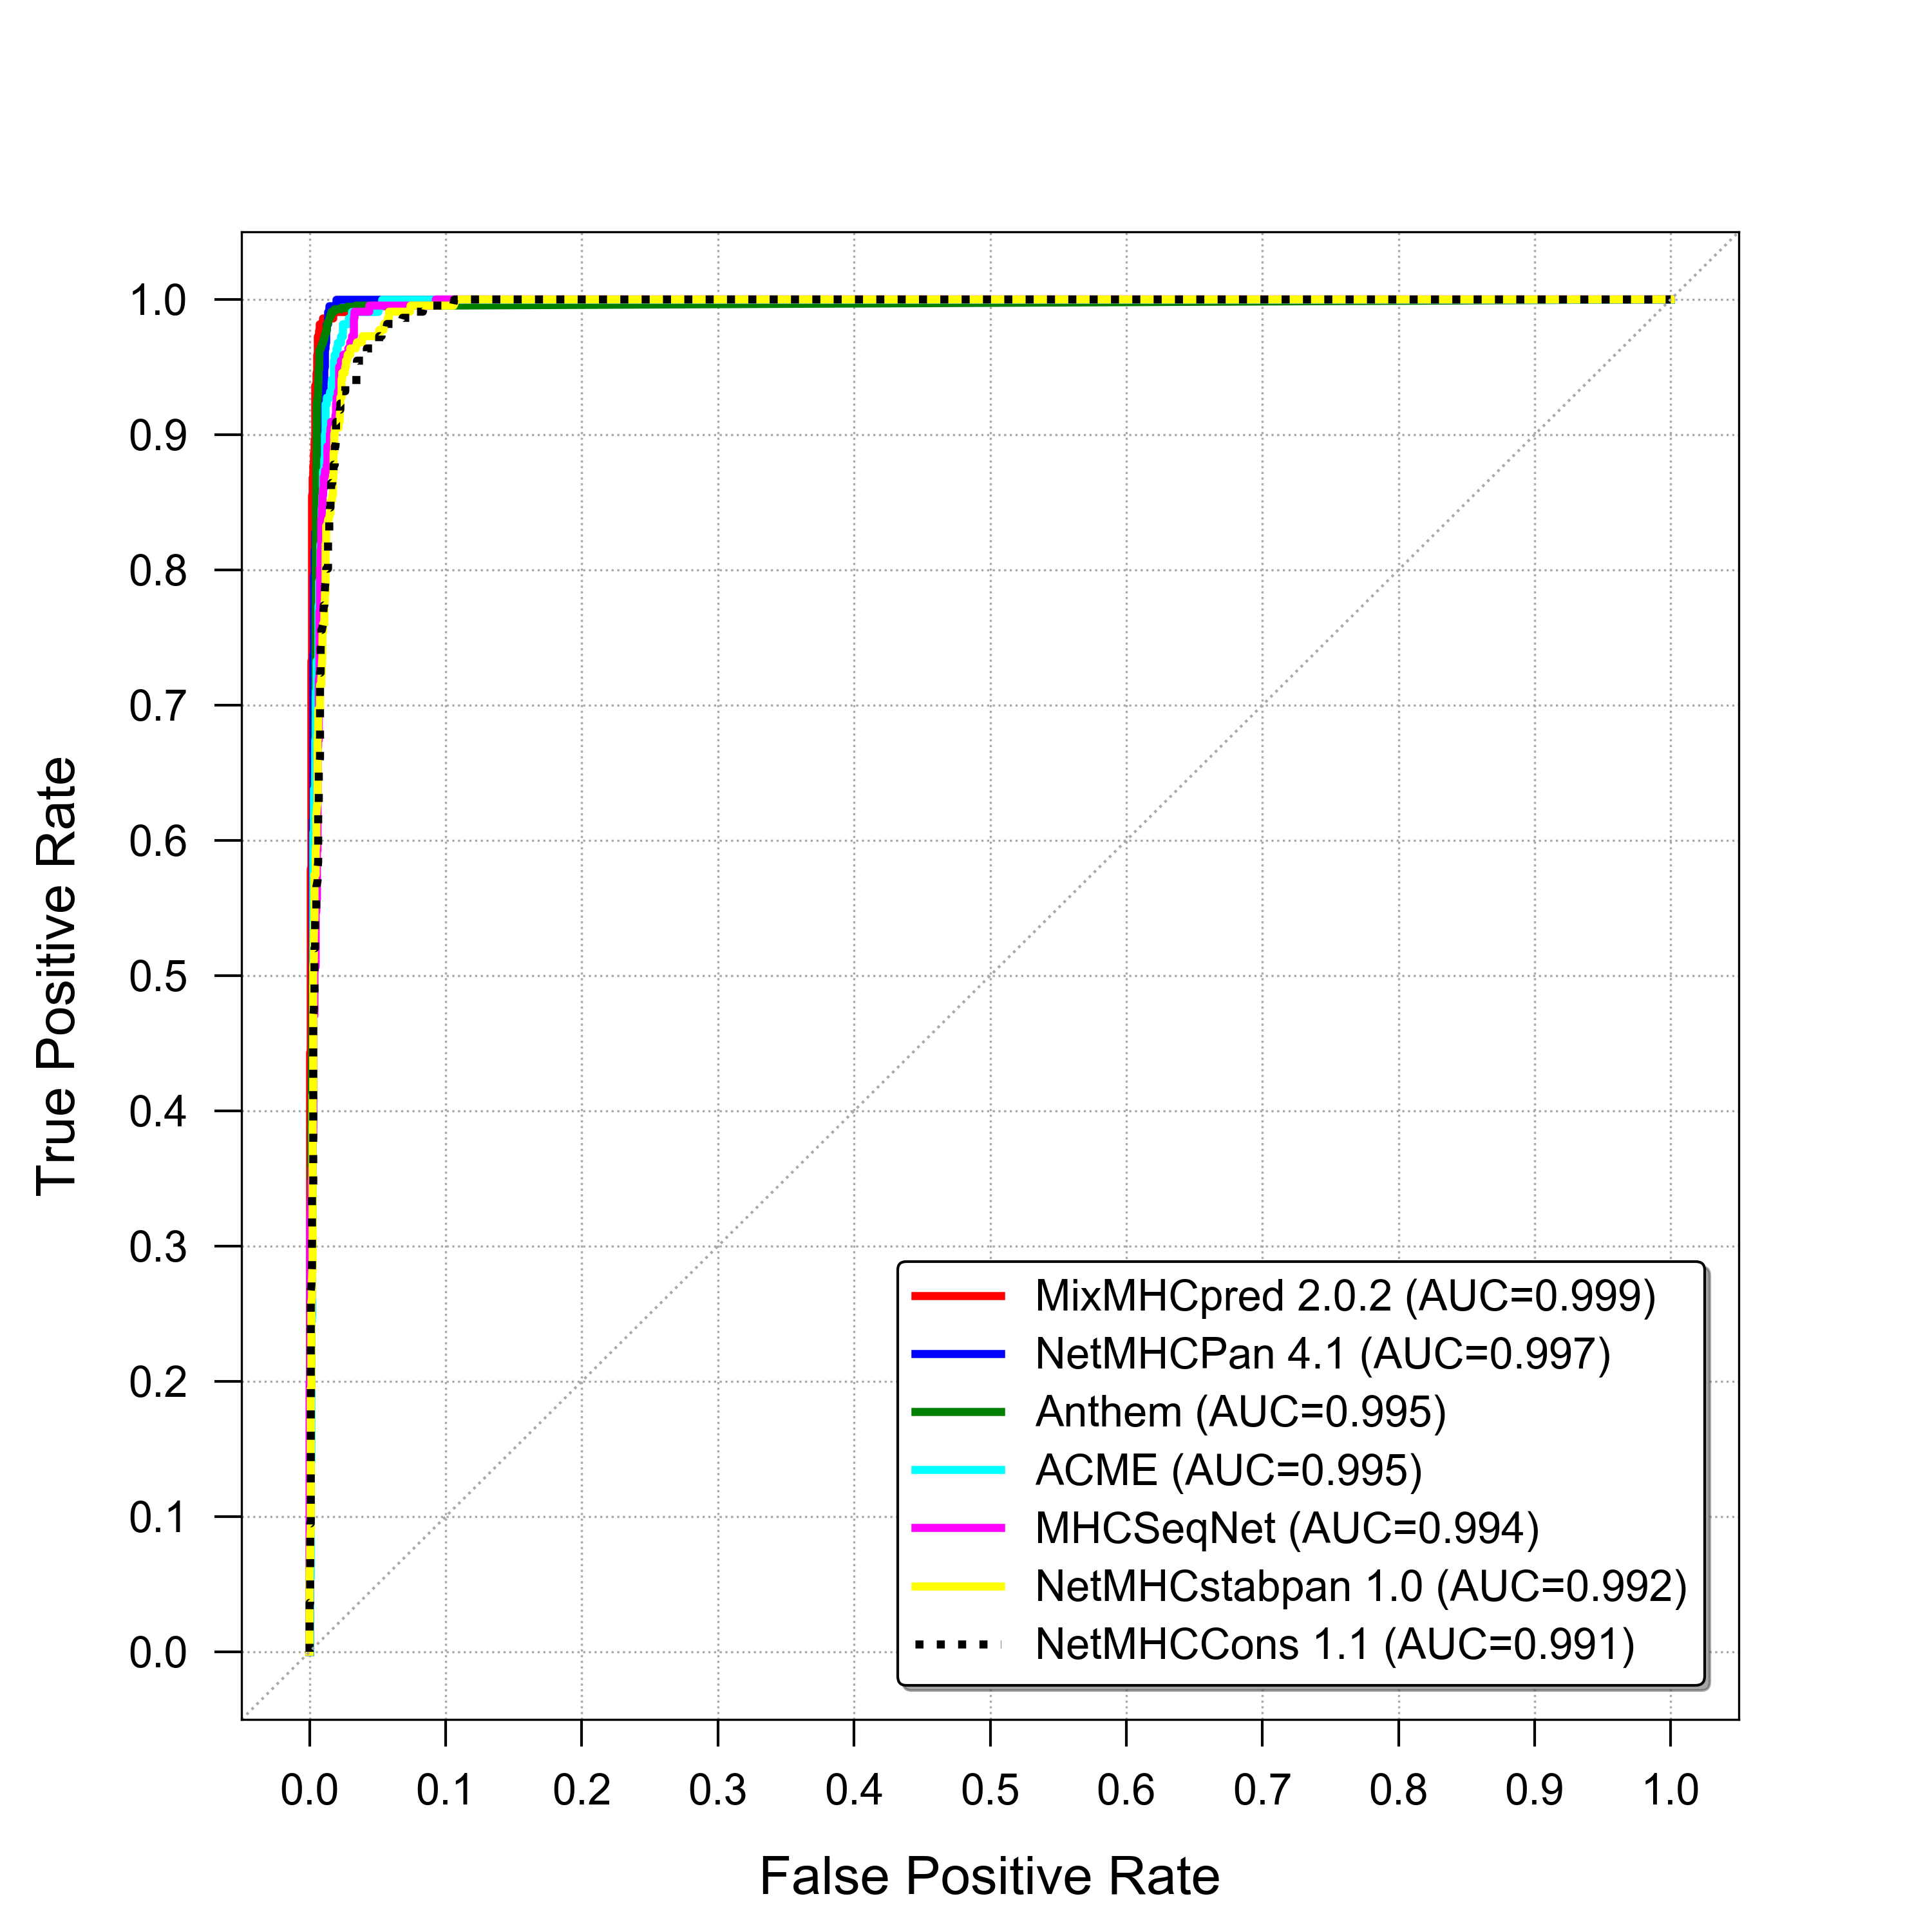 1.0
0.9
0.8
0.7
0.6
0.5
0.4
0.3
0.2
0.1
0.0
True Positive Rate
MixMHCpred 2.0.2 (AUC=0.999)
NetMHCPan 4.1 (AUC=0.997)
Anthem (AUC=0.995)
ACME (AUC=0.995)
MHCSeqNet (AUC=0.994)
NetMHCstabpan 1.0 (AUC=0.992)
NetMHCCons 1.1 (AUC=0.991)
0.0 0.1 0.2 0.3 0.4 0.5 0.6 0.7 0.8 0.9 1.0
False Positive Rate